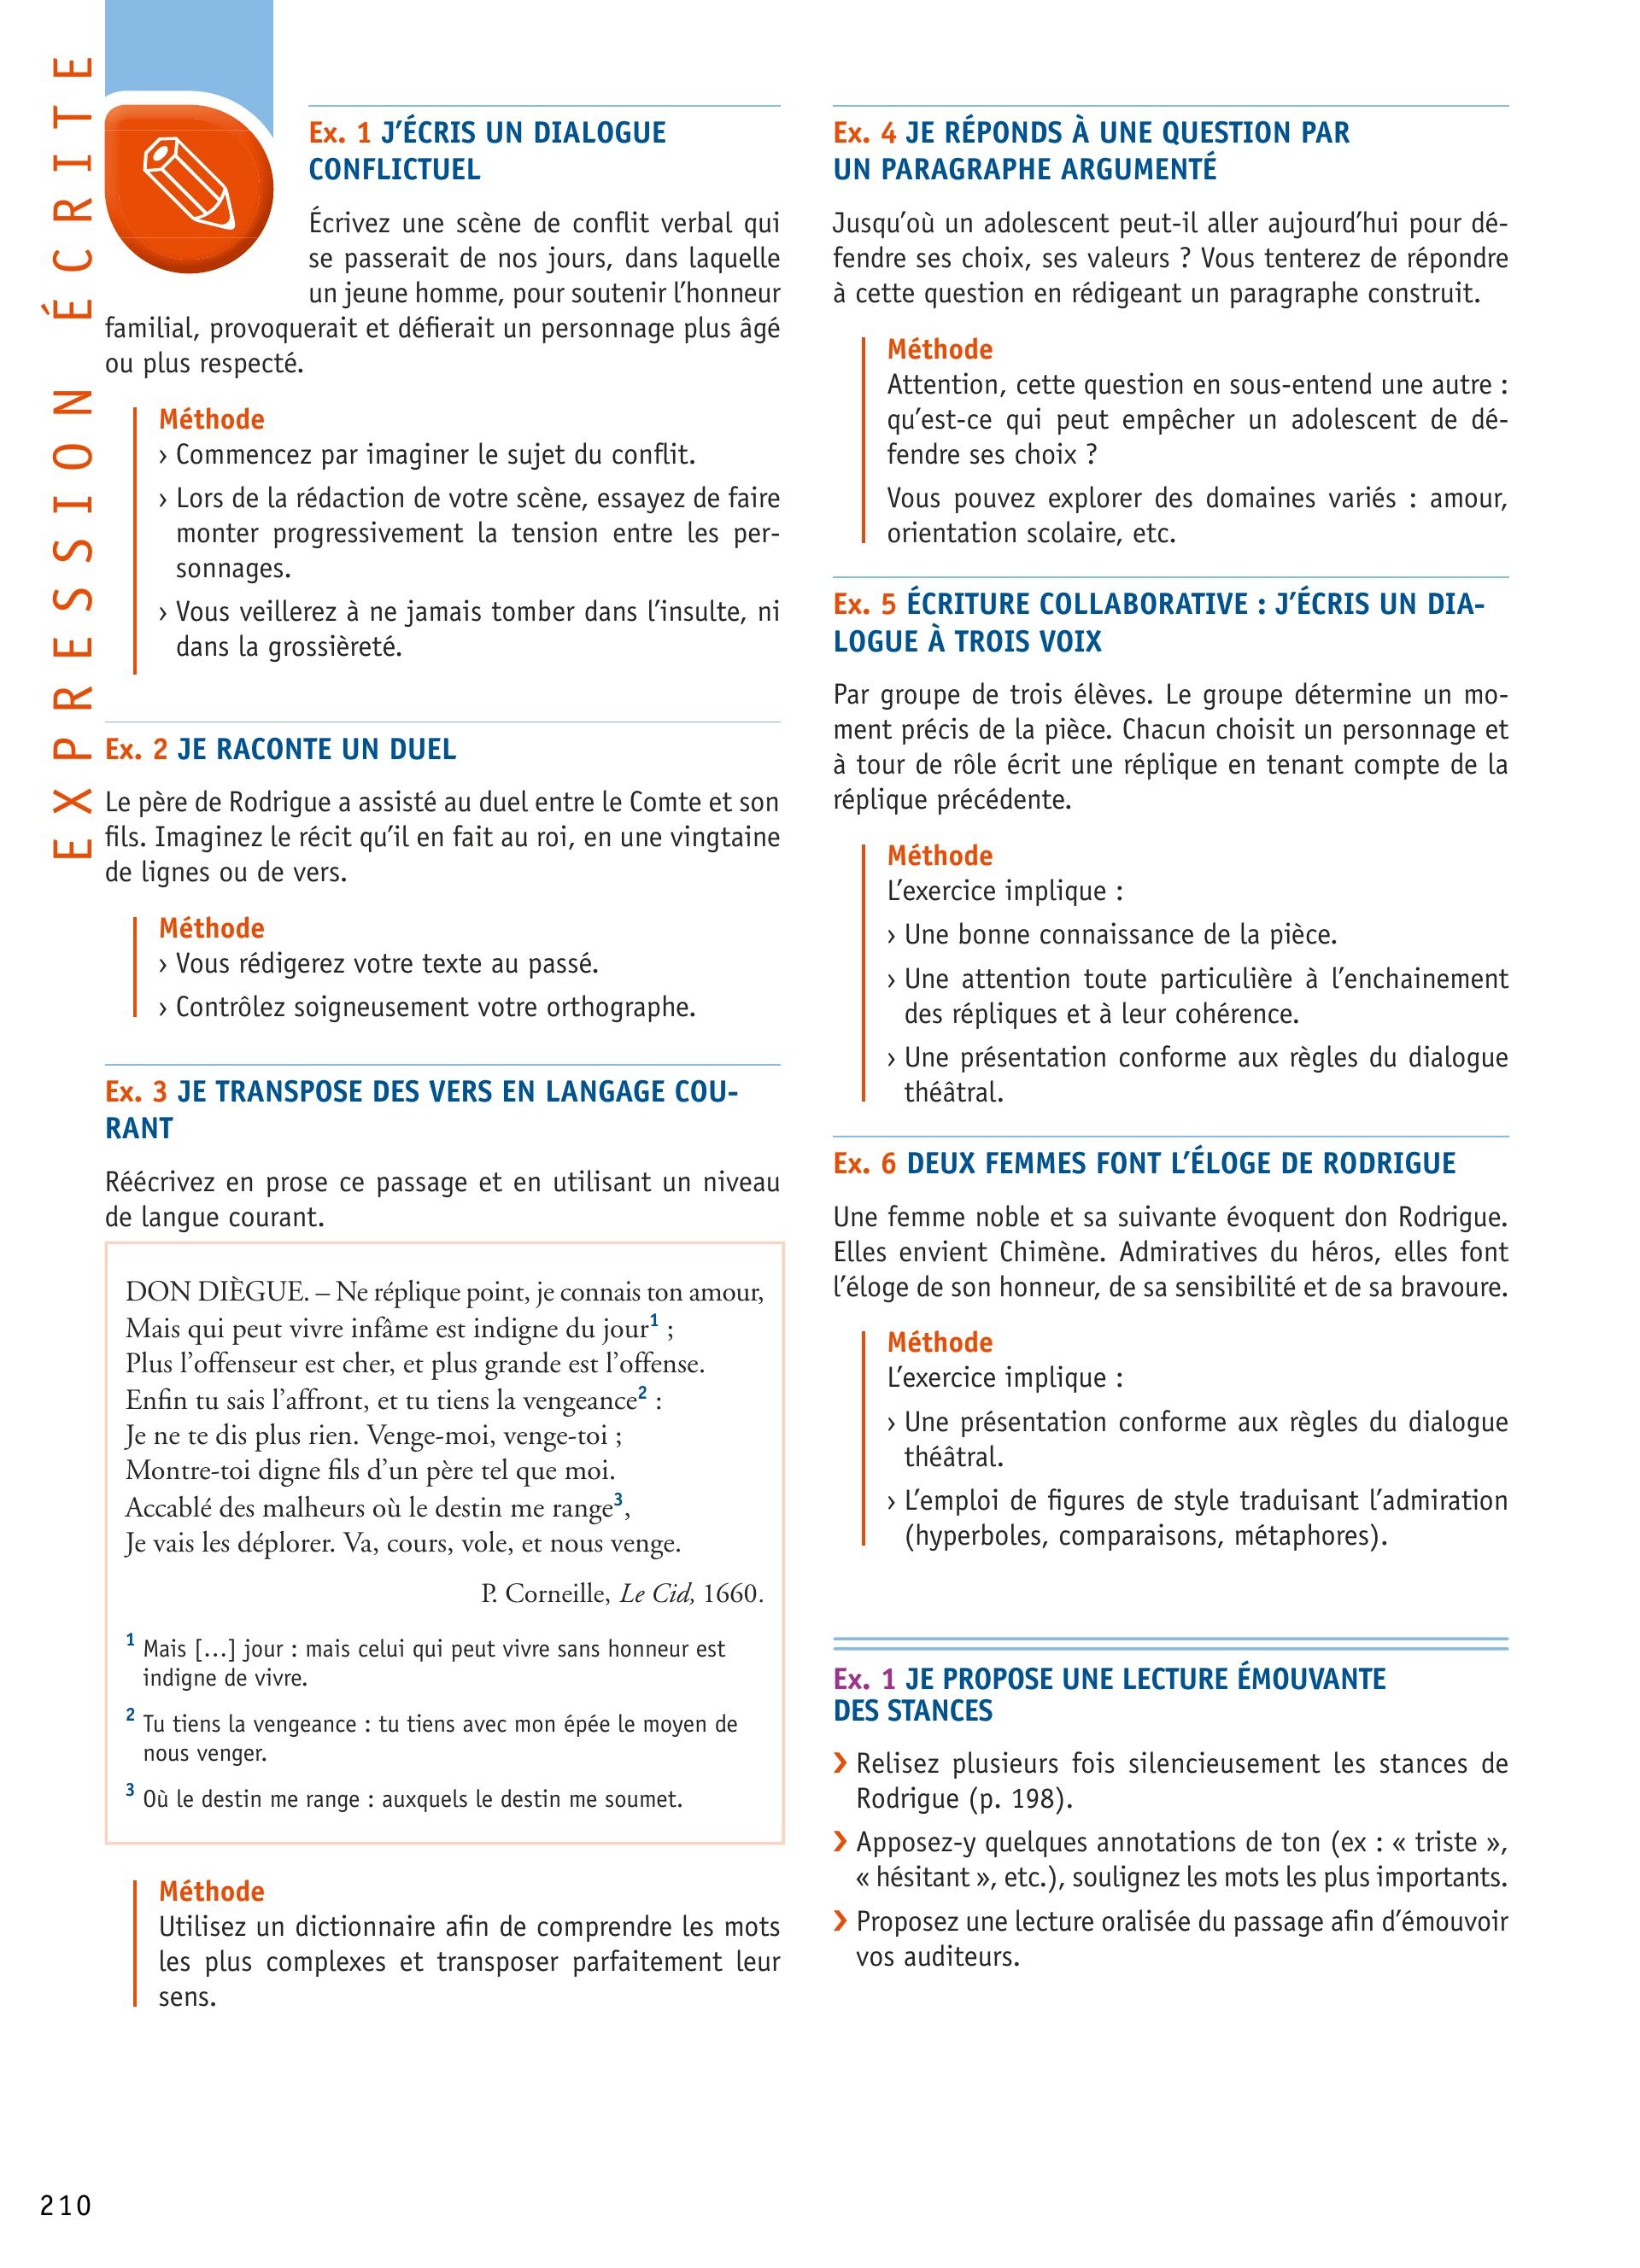 EXPRESSION ÉCRITE
Ex. 1 J’ÉCRIS UN DIALOGUE
CONFLICTUEL
Écrivez une scène de conflit verbal qui
se passerait de nos jours, dans laquelle
un jeune homme, pour soutenir l’honneur
familial, provoquerait et défierait un personnage plus âgé
ou plus respecté.
Méthode
› Commencez par imaginer le sujet du conflit.
› Lors de la rédaction de votre scène, essayez de faire
monter progressivement la tension entre les per-
sonnages.
› Vous veillerez à ne jamais tomber dans l’insulte, ni
dans la grossièreté.
Ex. 2 JE RACONTE UN DUEL
Le père de Rodrigue a assisté au duel entre le Comte et son
fils. Imaginez le récit qu’il en fait au roi, en une vingtaine
de lignes ou de vers.
Méthode
› Vous rédigerez votre texte au passé.
› Contrôlez soigneusement votre orthographe.
Ex. 3 JE TRANSPOSE DES VERS EN LANGAGE COU-
RANT
Réécrivez en prose ce passage et en utilisant un niveau
de langue courant.
DON DIÈGUE. – Ne réplique point, je connais ton amour,
Mais qui peut vivre infâme est indigne du jour1 ;
Plus l’offenseur est cher, et plus grande est l’offense.
Enfin tu sais l’affront, et tu tiens la vengeance2 :
Je ne te dis plus rien. Venge-moi, venge-toi ;
Montre-toi digne fils d’un père tel que moi.
Accablé des malheurs où le destin me range3,
Je vais les déplorer. Va, cours, vole, et nous venge.
P. Corneille, Le Cid, 1660.
1 Mais […] jour : mais celui qui peut vivre sans honneur est
indigne de vivre.
2 Tu tiens la vengeance : tu tiens avec mon épée le moyen de
nous venger.
3 Où le destin me range : auxquels le destin me soumet.
Méthode
Utilisez un dictionnaire afin de comprendre les mots
les plus complexes et transposer parfaitement leur
sens.
Ex. 4 JE RÉPONDS À UNE QUESTION PAR
UN PARAGRAPHE ARGUMENTÉ
Jusqu’où un adolescent peut-il aller aujourd’hui pour dé-
fendre ses choix, ses valeurs ? Vous tenterez de répondre
à cette question en rédigeant un paragraphe construit.
Méthode
Attention, cette question en sous-entend une autre :
qu’est-ce qui peut empêcher un adolescent de dé-
fendre ses choix ?
Vous pouvez explorer des domaines variés : amour,
orientation scolaire, etc.
Ex. 5 ÉCRITURE COLLABORATIVE : J’ÉCRIS UN DIA-
LOGUE À TROIS VOIX
Par groupe de trois élèves. Le groupe détermine un mo-
ment précis de la pièce. Chacun choisit un personnage et
à tour de rôle écrit une réplique en tenant compte de la
réplique précédente.
Méthode
L’exercice implique :
› Une bonne connaissance de la pièce.
› Une attention toute particulière à l’enchainement
des répliques et à leur cohérence.
› Une présentation conforme aux règles du dialogue
théâtral.
Ex. 6 DEUX FEMMES FONT L’ÉLOGE DE RODRIGUE
Une femme noble et sa suivante évoquent don Rodrigue.
Elles envient Chimène. Admiratives du héros, elles font
l’éloge de son honneur, de sa sensibilité et de sa bravoure.
Méthode
L’exercice implique :
› Une présentation conforme aux règles du dialogue
théâtral.
› L’emploi de figures de style traduisant l’admiration
(hyperboles, comparaisons, métaphores).
Ex. 1 JE PROPOSE UNE LECTURE ÉMOUVANTE
DES STANCES
› Relisez plusieurs fois silencieusement les stances de
Rodrigue (p. 198).
› Apposez-y quelques annotations de ton (ex : « triste »,
« hésitant », etc.), soulignez les mots les plus importants.
› Proposez une lecture oralisée du passage afin d’émouvoir
vos auditeurs.
210